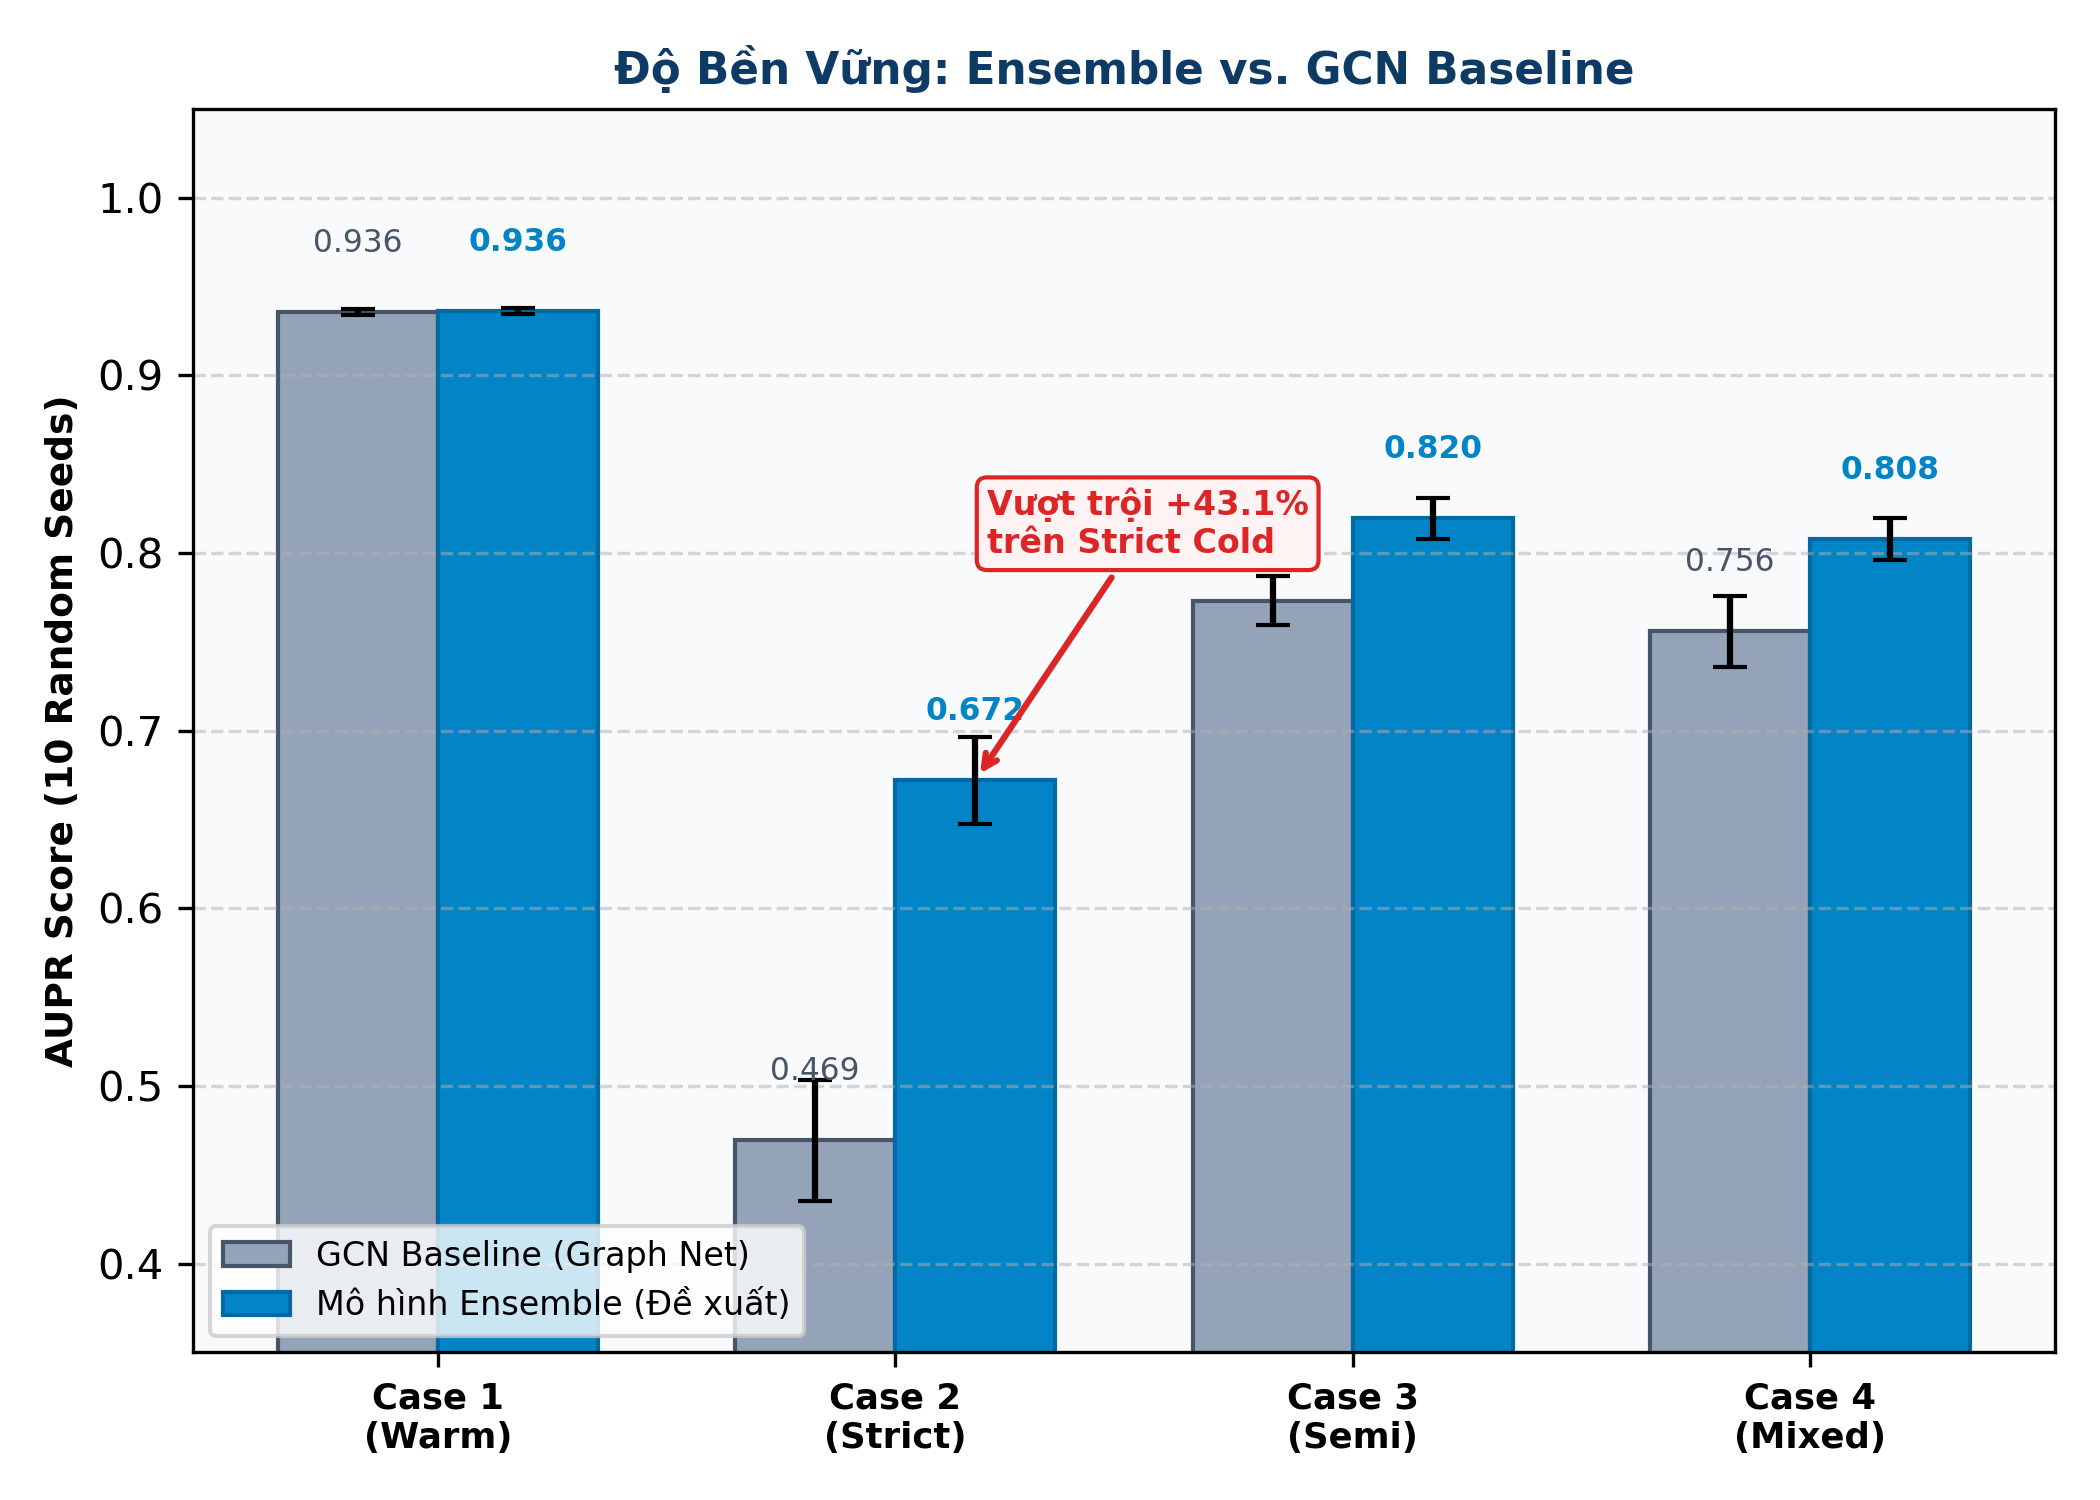 Độ Bền Vững: Ensemble vs. GCN Baseline
AUPR Score (10 Random Seeds)
1.0
0.9
0.8
0.7
0.6
0.5
0.4
0.936
0.936
0.469
0.672
Vượt trội +43.1%
trên Strict Cold
0.820
0.756
0.808
GCN Baseline (Graph Net)
Mô hình Ensemble (Đề xuất)
Case 1
(Warm)
Case 2
(Strict)
Case 3
(Semi)
Case 4
(Mixed)